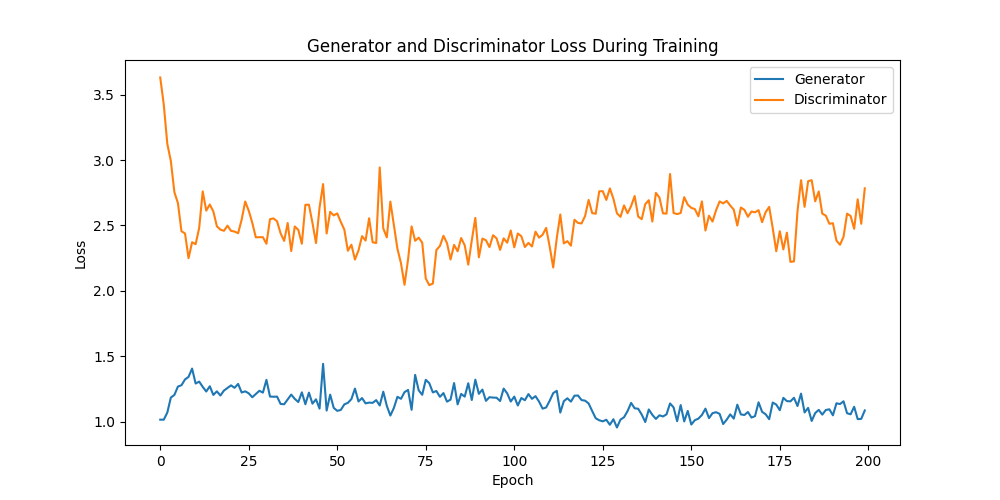 Generator and Discriminator Loss During Training
Generator
Discriminator
3.5
3.0
2.5
2.0
1.5
1.0
Loss
0 25 50 75 100 125 150 175 200
Epoch